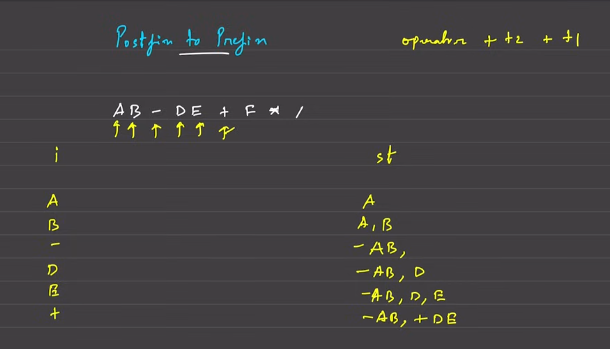 Postfix to Prefix
operator + t2 + t1
AB - DE + F * /
i st
A A
B A, B
- -AB,
D -AB, D
E -AB, D, E
+ -AB, + DE